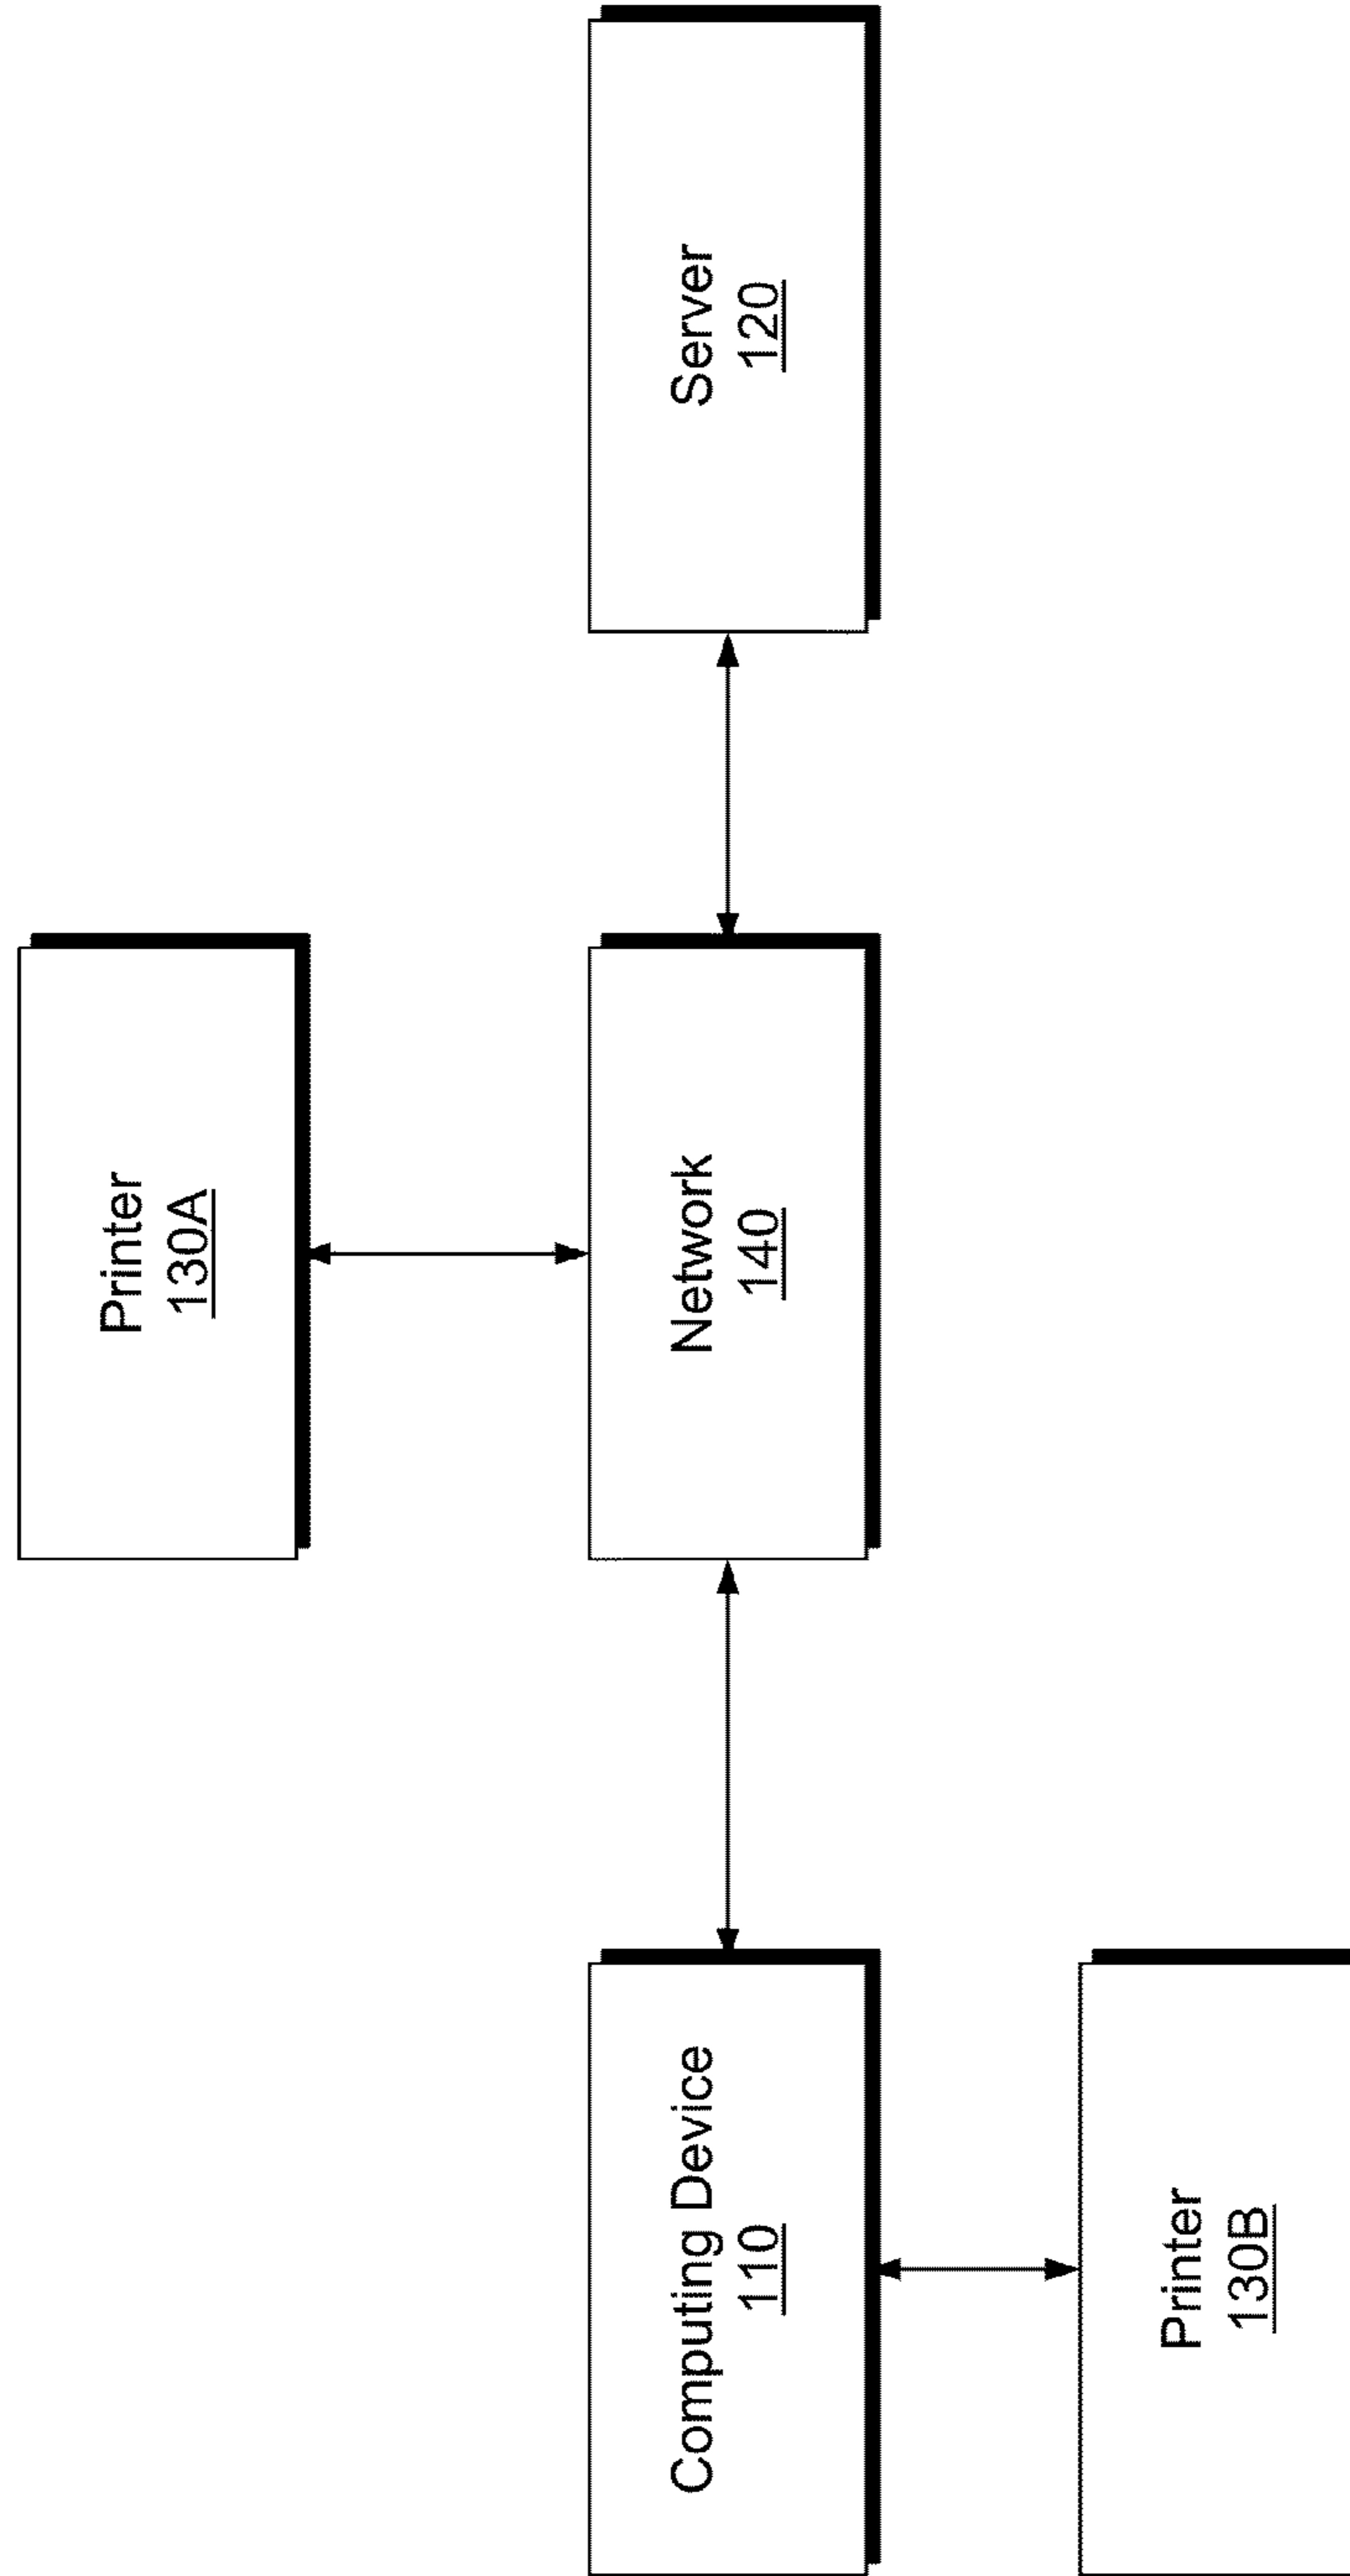 Printer
130A
Computing Device
110
Network
140
Server
120
Printer
130B